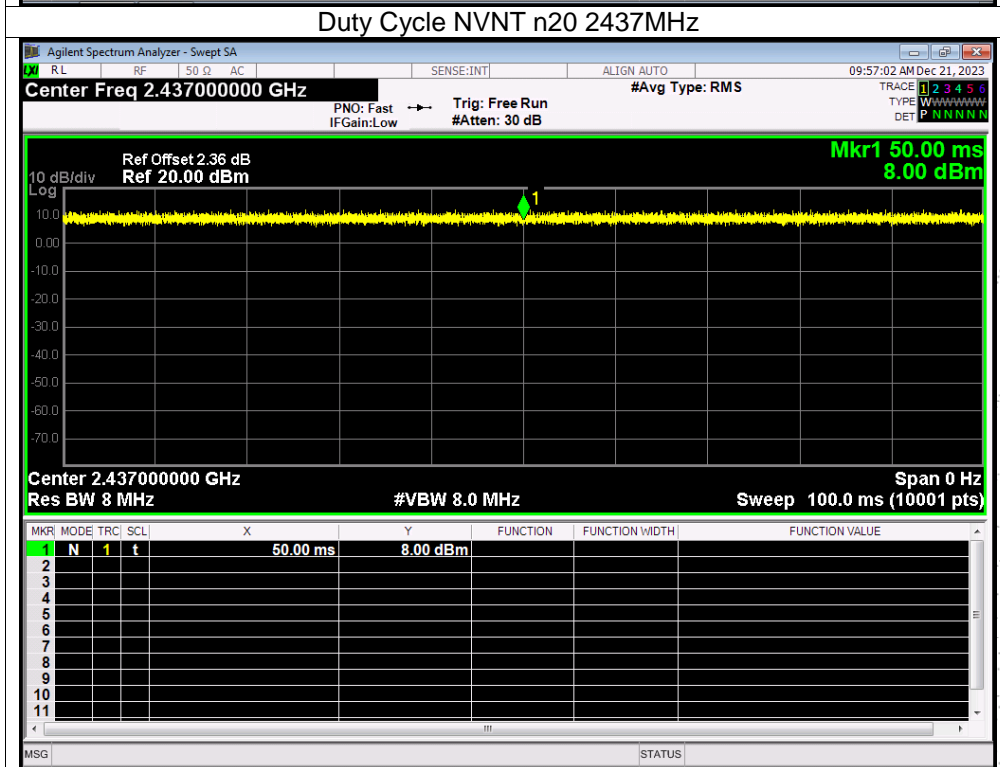 Duty Cycle NVNT n20 2437MHz
Agilent Spectrum Analyzer - Swept SA
LXI RL RF 50 Ω AC SENSE:INT ALIGN AUTO 09:57:02 AM Dec 21, 2023
Center Freq 2.437000000 GHz #Avg Type: RMS TRACE 1 2 3 4 5 6
PNO: Fast Trig: Free Run TYPE WWWWWW
IFGain:Low #Atten: 30 dB DET P N N N N N
Mkr1 50.00 ms
Ref Offset 2.36 dB
10 dB/div Ref 20.00 dBm 8.00 dBm
Log
1
10.0
0.00
-10.0
-20.0
-30.0
-40.0
-50.0
-60.0
-70.0
Center 2.437000000 GHz Span 0 Hz
Res BW 8 MHz #VBW 8.0 MHz Sweep 100.0 ms (10001 pts)
MKR MODE TRC SCL X Y FUNCTION FUNCTION WIDTH FUNCTION VALUE
1 N 1 t 50.00 ms 8.00 dBm
2
3
4
5
6
7
8
9
10
11
MSG STATUS